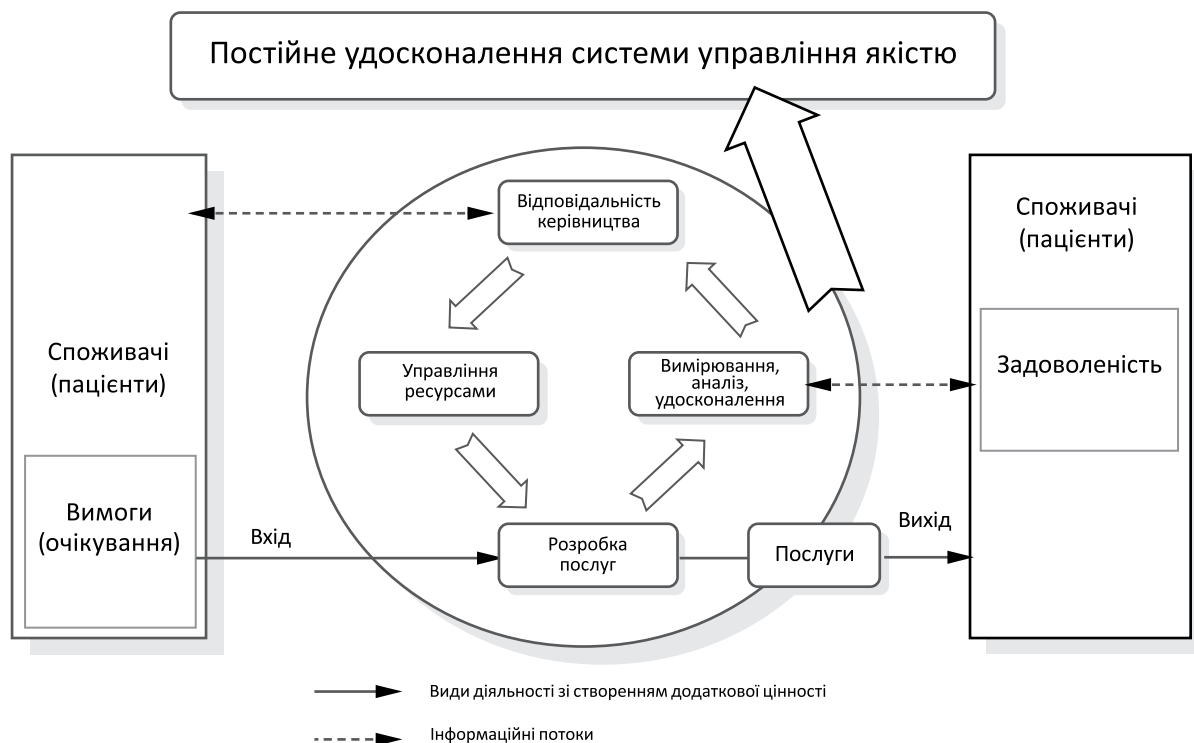 Постійне удосконалення системи управління якістю
Відповідальність
керівництва
Споживачі
(пацієнти)
Споживачі
(пацієнти)
Управління
ресурсами
Вимірювання,
аналіз,
удосконалення
Задоволеність
Вимоги
(очікування)
Вхід
Розробка
послуг
Послуги
Вихід
Види діяльності зі створенням додаткової цінності
Інформаційні потоки